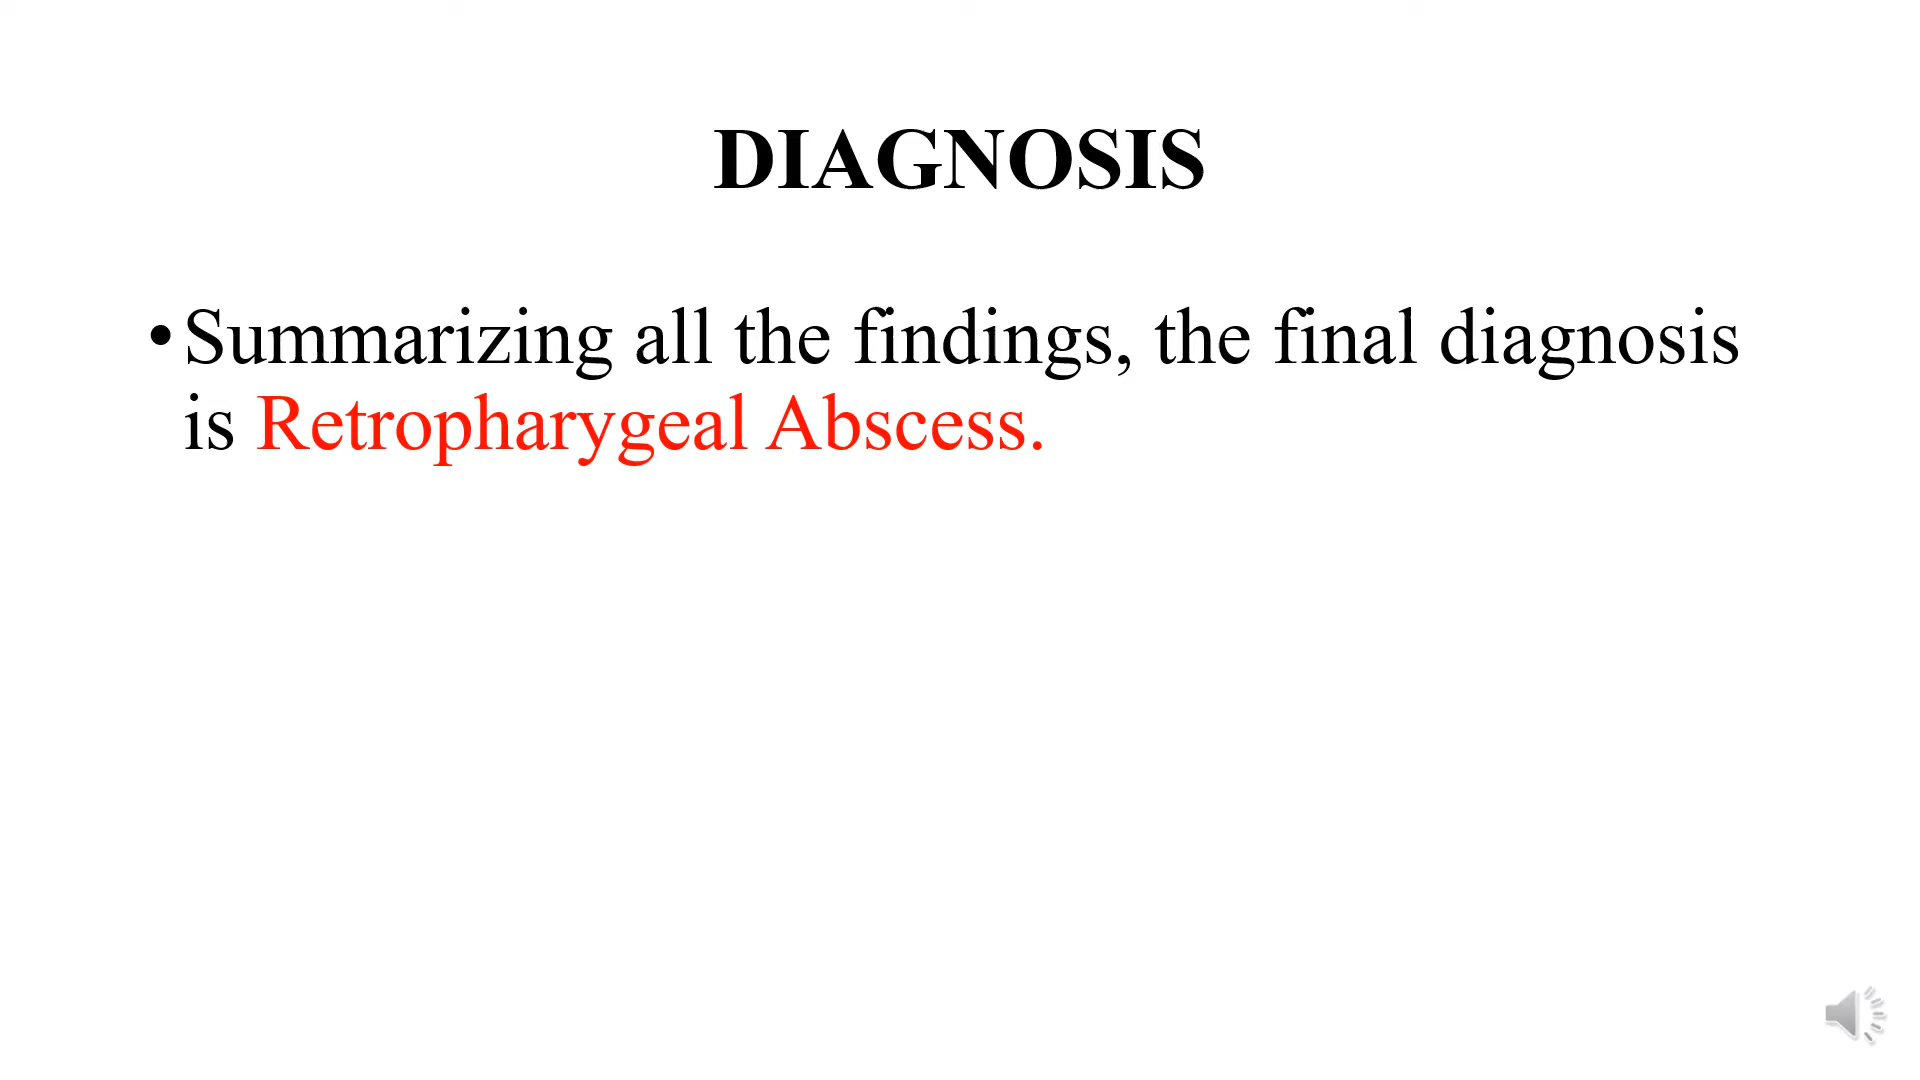 DIAGNOSIS
•Summarizing all the findings, the final diagnosis
is Retropharygeal Abscess.